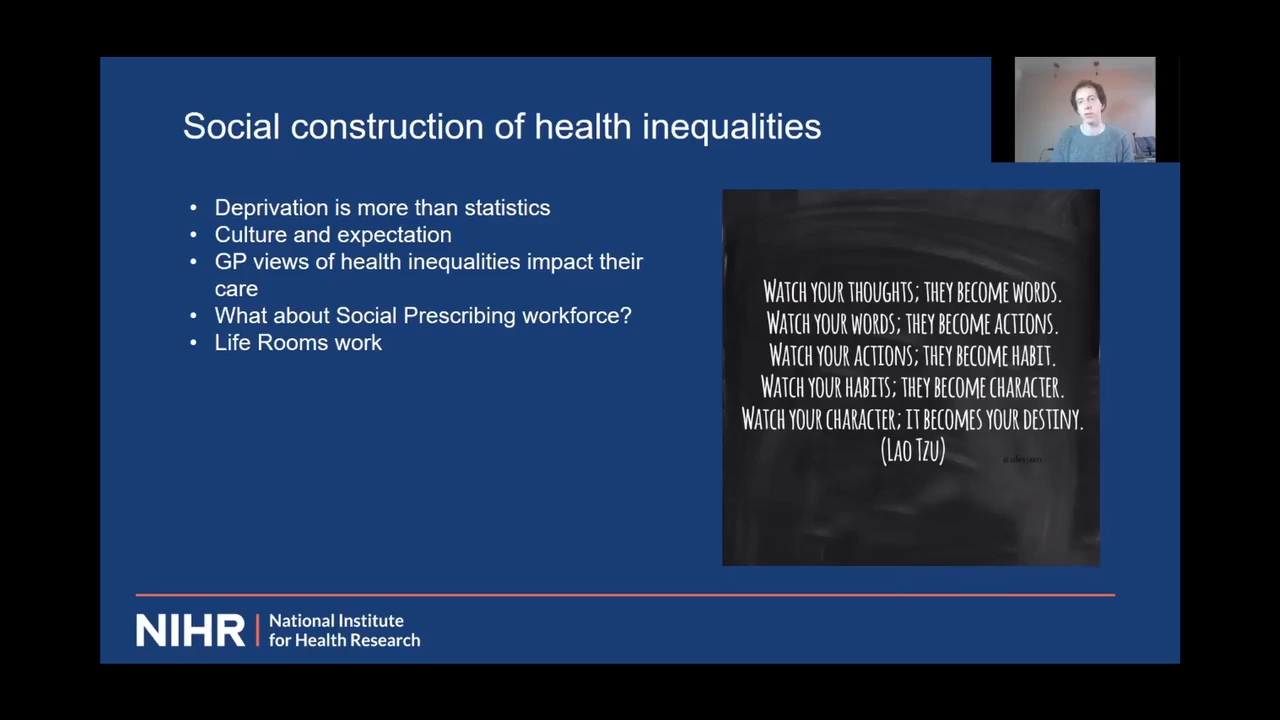 Social construction of health inequalities
• Deprivation is more than statistics
• Culture and expectation
• GP views of health inequalities impact their
care
• What about Social Prescribing workforce?
• Life Rooms work
WATCH YOUR THOUGHTS; THEY BECOME WORDS.
WATCH YOUR WORDS; THEY BECOME ACTIONS.
WATCH YOUR ACTIONS; THEY BECOME HABIT.
WATCH YOUR HABITS; THEY BECOME CHARACTER.
WATCH YOUR CHARACTER; IT BECOMES YOUR DESTINY.
(LAO TZU)
NIHR | National Institute
for Health Research